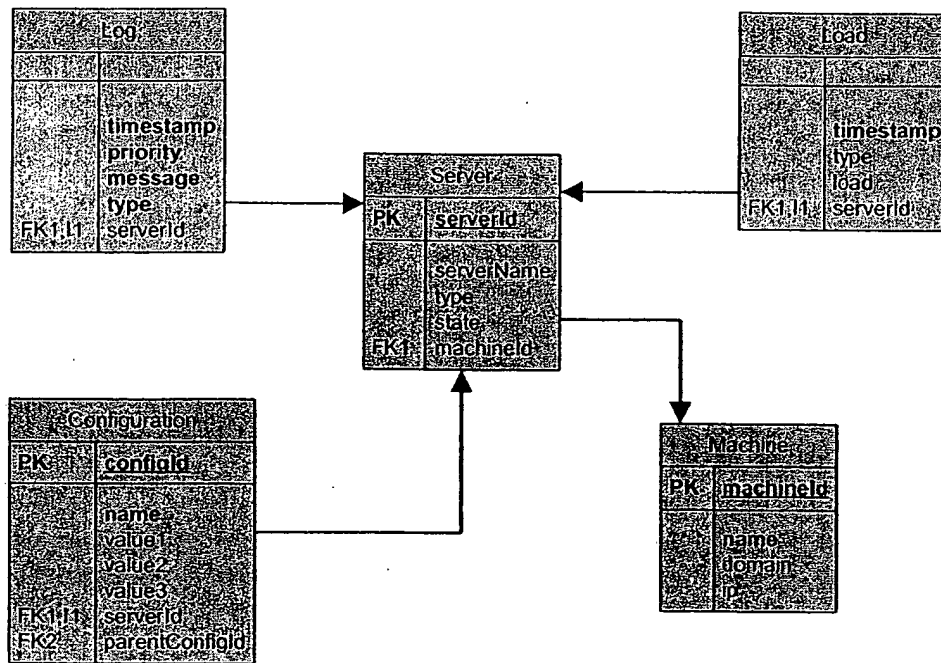 Log
timestamp
priority
message
type
FK1,I1 serverId
Load
timestamp
type
load
FK1,I1 serverId
Server
PK serverId
serverName
type
state
FK1 machineId
Configuration
PK configId
name
value1
value2
value3
FK1,I1 serverId
FK2 parentConfigId
Machine
PK machineId
name
domain
ip